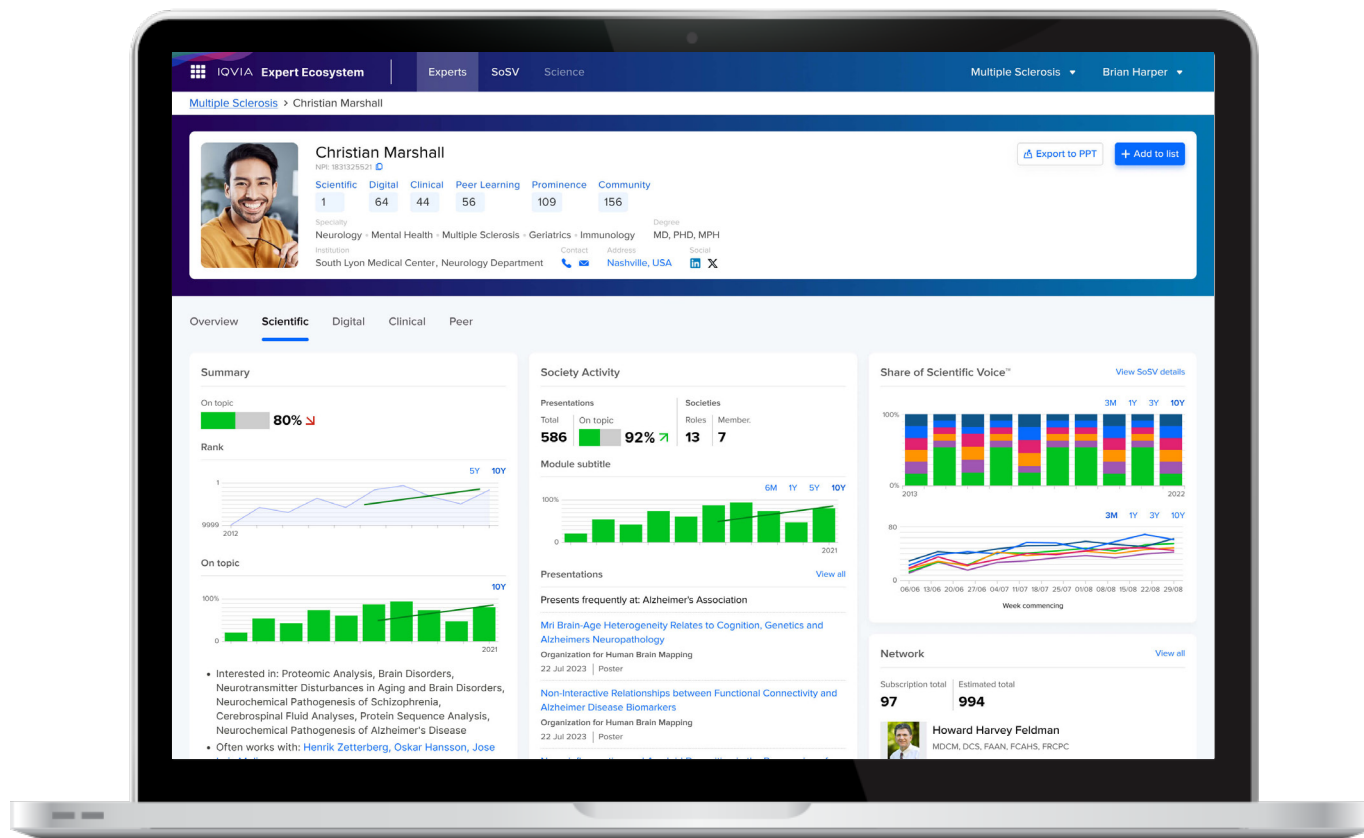 IQVIA Expert Ecosystem
Experts SoSV Science
Multiple Sclerosis
Brian Harper
Multiple Sclerosis > Christian Marshall
Christian Marshall
NPI: 1831325521
Export to PPT
+ Add to list
Scientific Digital Clinical Peer Learning Prominence Community
1 64 44 56 109 156
Specialty Degree
Neurology • Mental Health • Multiple Sclerosis • Geriatrics • Immunology MD, PHD, MPH
Institution Contact Address Social
South Lyon Medical Center, Neurology Department Nashville, USA
Overview Scientific Digital Clinical Peer
Summary
On topic
80%
Rank
5Y 10Y
1
9999
2012
On topic
10Y
100%
0
2021
• Interested in: Proteomic Analysis, Brain Disorders,
Neurotransmitter Disturbances in Aging and Brain Disorders,
Neurochemical Pathogenesis of Schizophrenia,
Cerebrospinal Fluid Analyses, Protein Sequence Analysis,
Neurochemical Pathogenesis of Alzheimer's Disease
• Often works with: Henrik Zetterberg, Oskar Hansson, Jose
Society Activity
Presentations Societies
Total On topic Roles Member.
586 92% 13 7
Module subtitle
6M 1Y 5Y 10Y
100%
0
2021
Presentations View all
Presents frequently at: Alzheimer's Association
Mri Brain-Age Heterogeneity Relates to Cognition, Genetics and
Alzheimers Neuropathology
Organization for Human Brain Mapping
22 Jul 2023 | Poster
Non-Interactive Relationships between Functional Connectivity and
Alzheimer Disease Biomarkers
Organization for Human Brain Mapping
22 Jul 2023 | Poster
Share of Scientific Voice™ View SoSV details
3M 1Y 3Y 10Y
100%
0%
2013 2022
3M 1Y 3Y 10Y
80
0
06/06 13/06 20/06 27/06 04/07 11/07 18/07 25/07 01/08 08/08 15/08 22/08 29/08
Week commencing
Network View all
Subscription total Estimated total
97 994
Howard Harvey Feldman
MDCM, DCS, FAAN, FCAHS, FRCPC